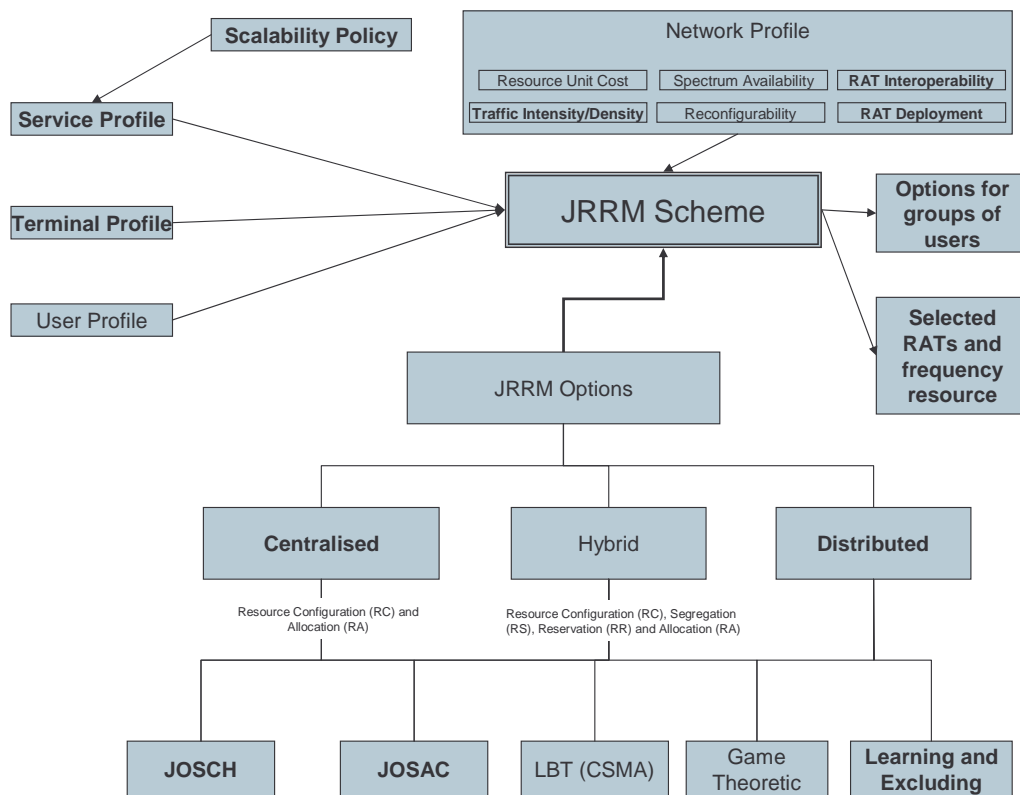 Scalability Policy
Network Profile
Resource Unit Cost
Spectrum Availability
RAT Interoperability
Traffic Intensity/Density
Reconfigurability
RAT Deployment
Service Profile
Terminal Profile
User Profile
JRRM Scheme
Options for
groups of
users
Selected
RATs and
frequency
resource
JRRM Options
Centralised
Hybrid
Distributed
Resource Configuration (RC) and
Allocation (RA)
Resource Configuration (RC), Segregation
(RS), Reservation (RR) and Allocation (RA)
JOSCH
JOSAC
LBT (CSMA)
Game
Theoretic
Learning and
Excluding